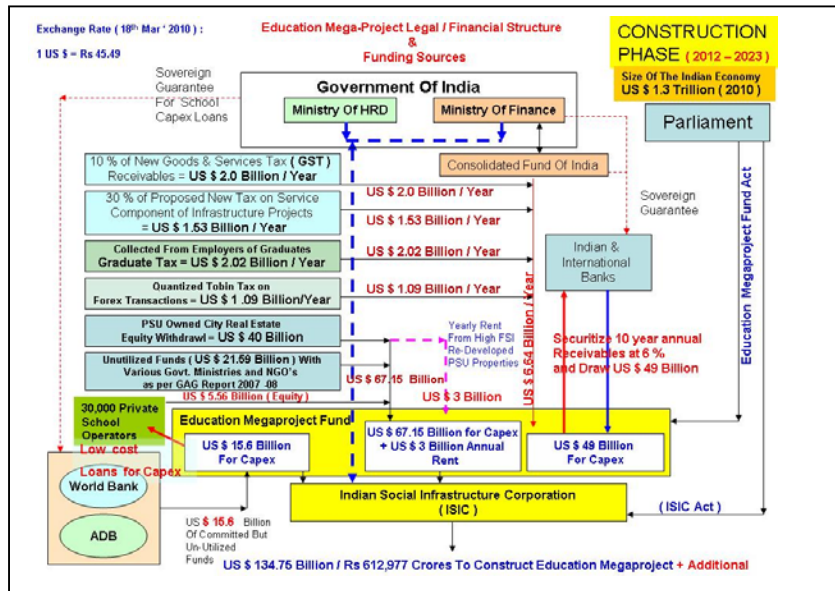 Exchange Rate ( 18th Mar ' 2010 ) :
1 US $ = Rs 45.49
Education Mega-Project Legal / Financial Structure
&
Funding Sources
CONSTRUCTION
PHASE ( 2012 – 2023 )
Size Of The Indian Economy
US $ 1.3 Trillion ( 2010 )
Sovereign
Guarantee
For School
Capex Loans
Government Of India
Ministry Of HRD
Ministry Of Finance
Parliament
10 % of New Goods & Services Tax ( GST )
Receivables = US $ 2.0 Billion / Year
Consolidated Fund Of India
US $ 2.0 Billion / Year
30 % of Proposed New Tax on Service
Component of Infrastructure Projects
= US $ 1.53 Billion / Year
US $ 1.53 Billion / Year
Sovereign
Guarantee
Collected From Employers of Graduates
Graduate Tax = US $ 2.02 Billion / Year
US $ 2.02 Billion / Year
Indian &
International
Banks
Quantized Tobin Tax on
Forex Transactions = US $ 1 .09 Billion/Year
US $ 1.09 Billion / Year
PSU Owned City Real Estate
Equity Withdrawl= US $ 40 Billion
Yearly Rent
From High FSI
Re-Developed
PSU Properties
US $ 6.64 Billion / Year
Securitize 10 year annual
Receivables at 6 %
and Draw US $ 49 Billion
Education Megaproject Fund Act
Unutilized Funds ( US $ 21.59 Billion ) With
Various Govt. Ministries and NGO's
as per GAG Report 2007 -08
US $ 67.15 Billion
US $ 5.56 Billion ( Equity )
US $ 3 Billion
30,000 Private
School
Operators
Low cost
Loans for Capex
Education Megaproject Fund
US $ 15.6 Billion
For Capex
US $ 67.15 Billion for Capex
+ US $ 3 Billion Annual
Rent
US $ 49 Billion
For Capex
World Bank
ADB
Indian Social Infrastructure Corporation
( ISIC )
( ISIC Act )
US $ 15.6 Billion
Of Committed But
Un-Utilized
Funds
US $ 134.75 Billion / Rs 612,977 Crores To Construct Education Megaproject + Additional